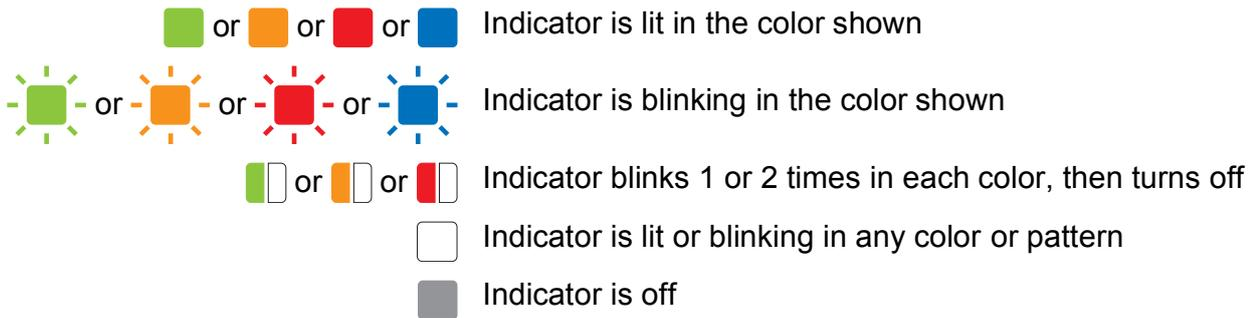 or or or Indicator is lit in the color shown
or or or Indicator is blinking in the color shown
or or Indicator blinks 1 or 2 times in each color, then turns off
Indicator is lit or blinking in any color or pattern
Indicator is off